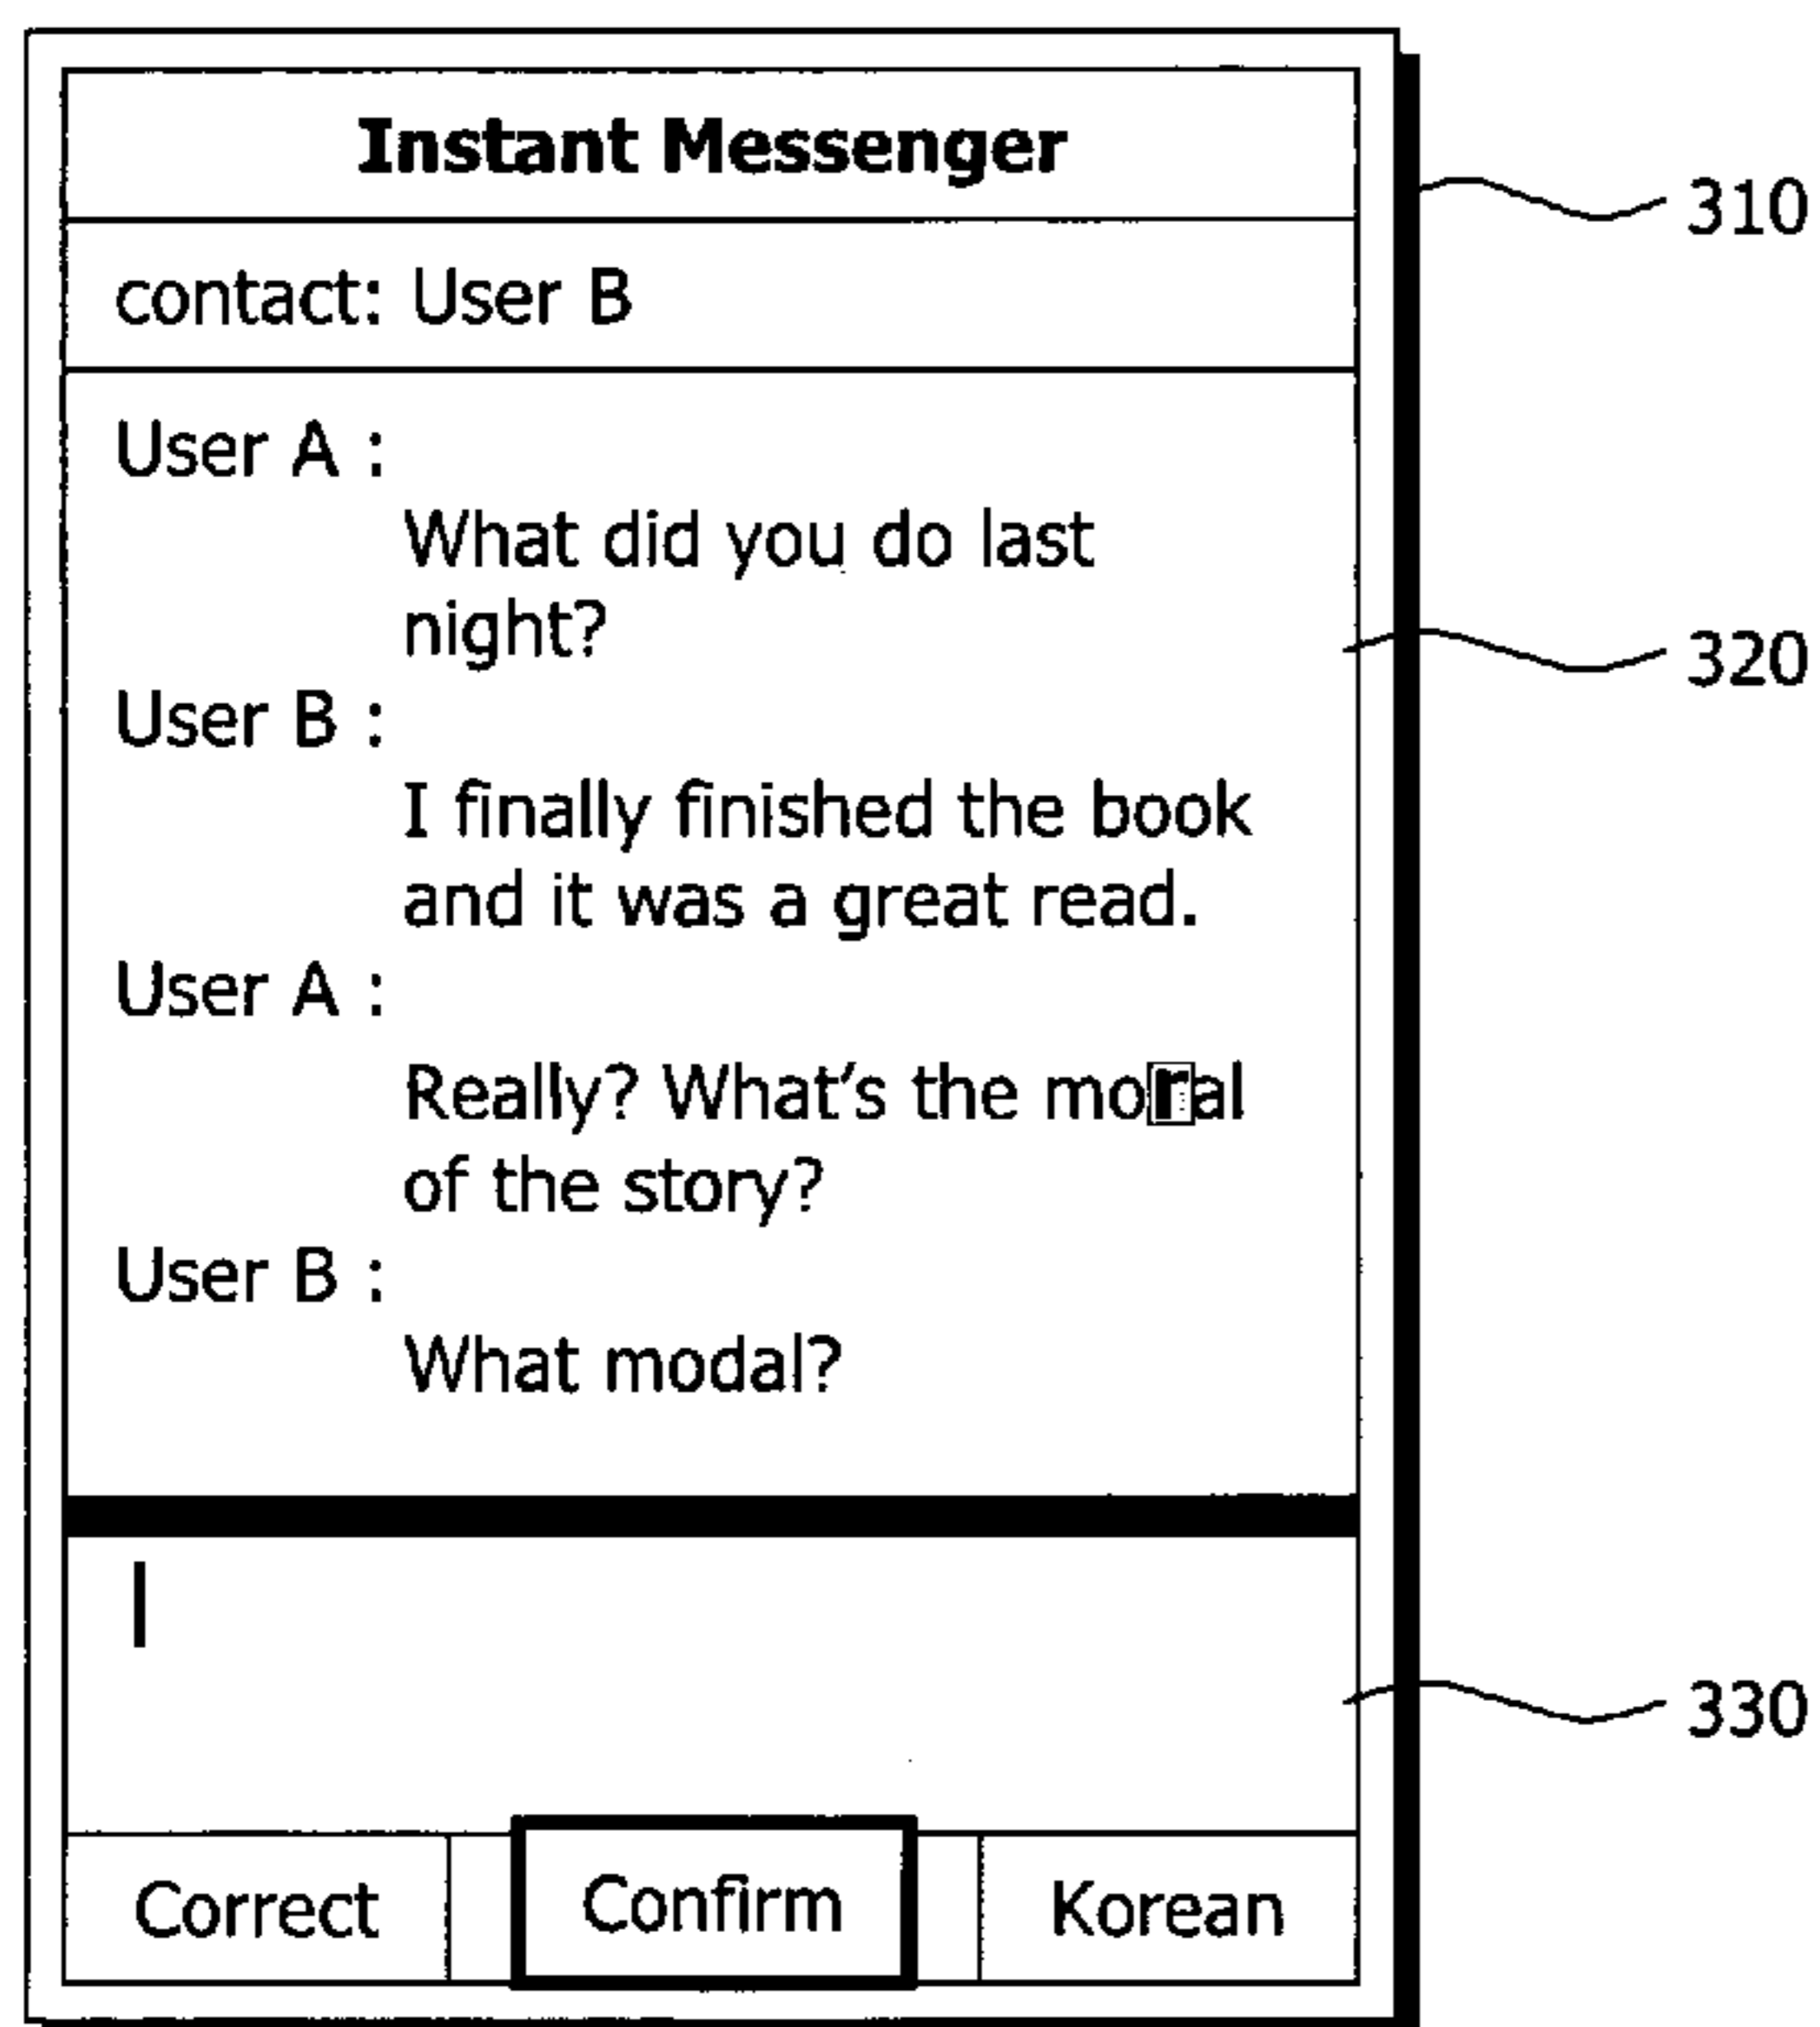 Instant Messenger
310
contact: User B
User A :
What did you do last
night?
320
User B :
I finally finished the book
and it was a great read.
User A :
Really? What's the moral
of the story?
User B :
What modal?
330
Correct Confirm Korean